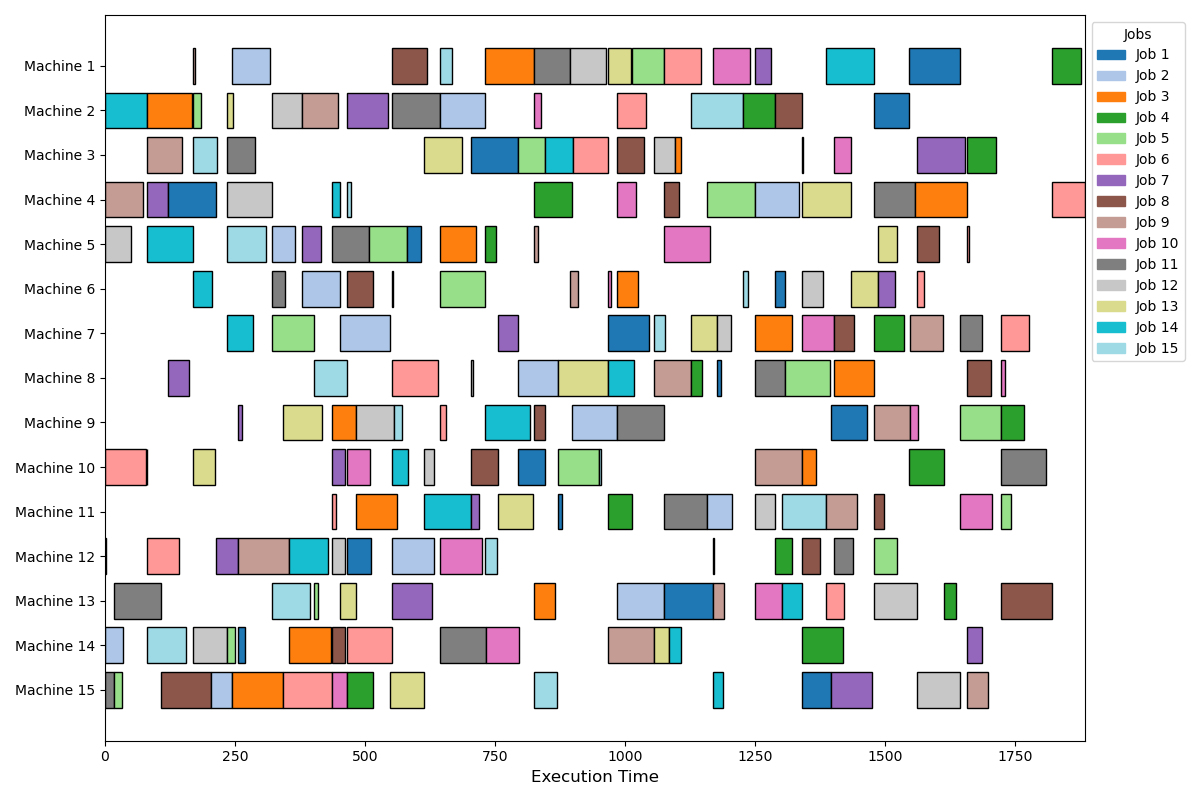 Machine 1
Machine 2
Machine 3
Machine 4
Machine 5
Machine 6
Machine 7
Machine 8
Machine 9
Machine 10
Machine 11
Machine 12
Machine 13
Machine 14
Machine 15
0 250 500 750 1000 1250 1500 1750
Execution Time
Jobs
Job 1
Job 2
Job 3
Job 4
Job 5
Job 6
Job 7
Job 8
Job 9
Job 10
Job 11
Job 12
Job 13
Job 14
Job 15